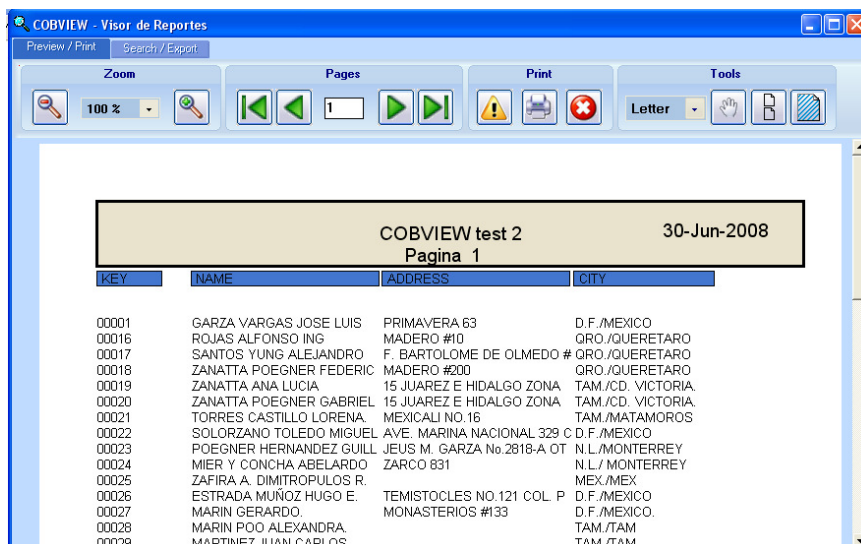 COBVIEW - Visor de Reportes
Preview / Print Search / Export
Zoom Pages Print Tools
100 % 1 Letter
COBVIEW test 2 30-Jun-2008
Pagina 1
KEY NAME ADDRESS CITY
00001 GARZA VARGAS JOSE LUIS PRIMAVERA 63 D.F./MEXICO
00016 ROJAS ALFONSO ING MADERO #10 QRO./QUERETARO
00017 SANTOS YUNG ALEJANDRO F. BARTOLOME DE OLMEDO # QRO./QUERETARO
00018 ZANATTA POEGNER FEDERIC MADERO #200 QRO./QUERETARO
00019 ZANATTA ANA LUCIA 15 JUAREZ E HIDALGO ZONA TAM./CD. VICTORIA.
00020 ZANATTA POEGNER GABRIEL 15 JUAREZ E HIDALGO ZONA TAM./CD. VICTORIA.
00021 TORRES CASTILLO LORENA. MEXICALI NO.16 TAM./MATAMOROS
00022 SOLORZANO TOLEDO MIGUEL AVE. MARINA NACIONAL 329 C D.F./MEXICO
00023 POEGNER HERNANDEZ GUILL JEUS M. GARZA No.2818-A OT N.L./MONTERREY
00024 MIER Y CONCHA ABELARDO ZARCO 831 N.L./ MONTERREY
00025 ZAFIRA A. DIMITROPULOS R. MEX./MEX
00026 ESTRADA MUÑOZ HUGO E. TEMISTOCLES NO.121 COL. P D.F./MEXICO
00027 MARIN GERARDO. MONASTERIOS #133 D.F./MEXICO.
00028 MARIN POO ALEXANDRA. TAM./TAM
00029 MARTINEZ JUAN CARLOS TAM./TAM